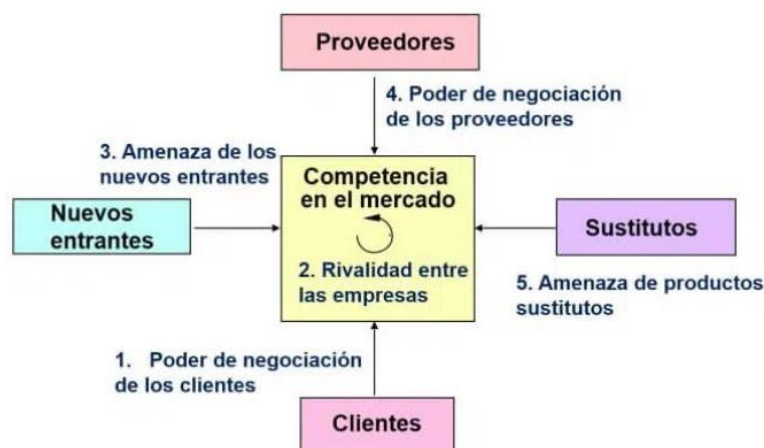 Proveedores
4. Poder de negociación
de los proveedores
3. Amenaza de los
nuevos entrantes
Competencia
en el mercado
Nuevos
entrantes
Sustitutos
2. Rivalidad entre
las empresas
5. Amenaza de productos
sustitutos
1. Poder de negociación
de los clientes
Clientes